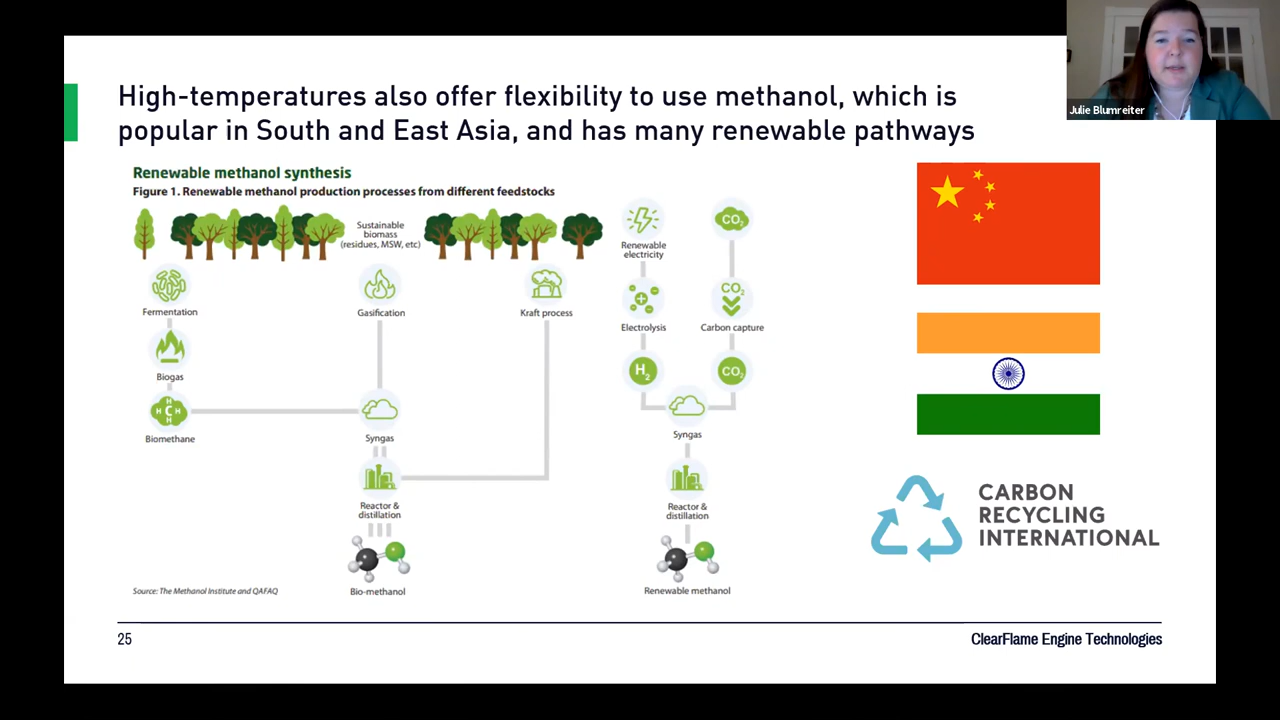 High-temperatures also offer flexibility to use methanol, which is
popular in South and East Asia, and has many renewable pathways
Julie Blumreiter
Renewable methanol synthesis
Figure 1. Renewable methanol production processes from different feedstocks
Sustainable
biomass
(residues, MSW, etc)
Fermentation
Biogas
H
H C H
H
Biomethane
Gasification
Syngas
Reactor &
distillation
Bio-methanol
Kraft process
Renewable
electricity
Electrolysis
H2
CO2
CO2
Carbon capture
CO2
Syngas
Reactor &
distillation
Renewable methanol
CARBON
RECYCLING
INTERNATIONAL
Source: The Methanol Institute and QAFAQ
25
ClearFlame Engine Technologies